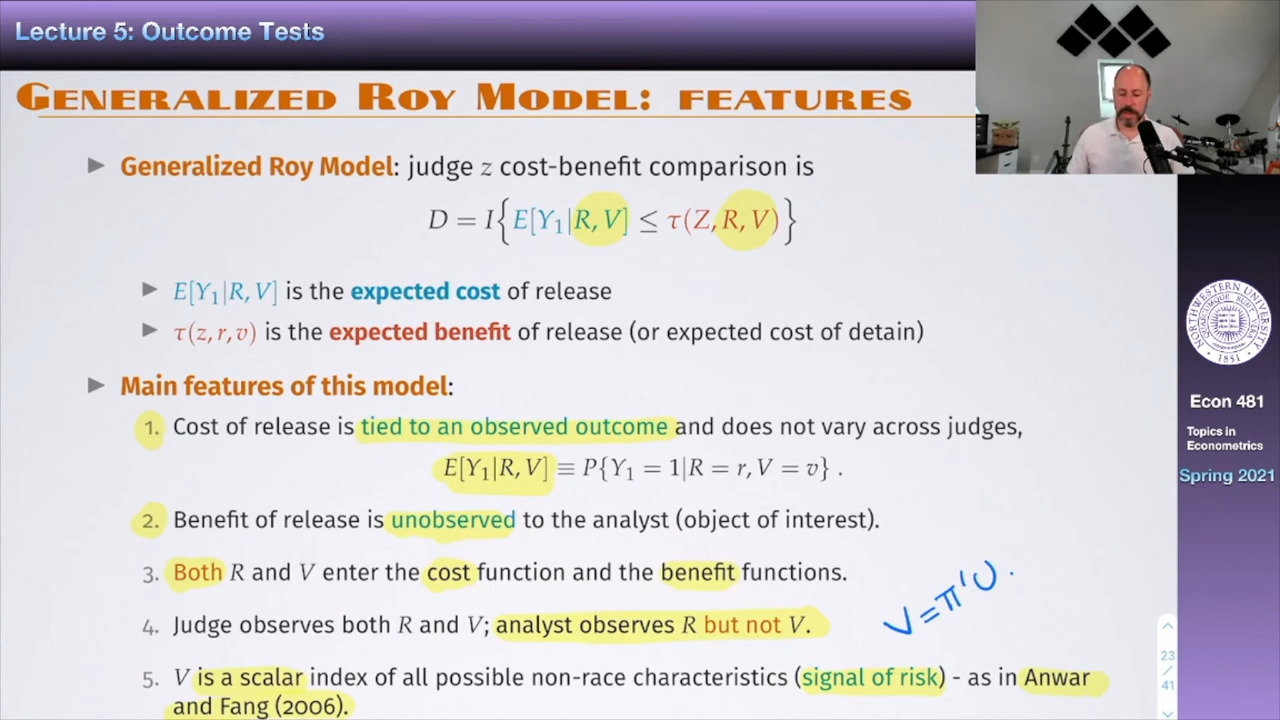 Lecture 5: Outcome Tests
GENERALIZED ROY MODEL: FEATURES
Generalized Roy Model: judge z cost-benefit comparison is
D = I{E[Y₁|R, V] ≤ τ(Z, R, V)}
E[Y₁|R, V] is the expected cost of release
τ(z, r, v) is the expected benefit of release (or expected cost of detain)
Main features of this model:
1. Cost of release is tied to an observed outcome and does not vary across judges,
E[Y₁|R, V] ≡ P{Y₁ = 1|R = r, V = v} .
2. Benefit of release is unobserved to the analyst (object of interest).
3. Both R and V enter the cost function and the benefit functions.
4. Judge observes both R and V; analyst observes R but not V.
V = π'U.
5. V is a scalar index of all possible non-race characteristics (signal of risk) - as in Anwar
and Fang (2006).
NORTHWESTERN UNIVERSITY
1851
Econ 481
Topics in
Econometrics
Spring 2021
23
/
41